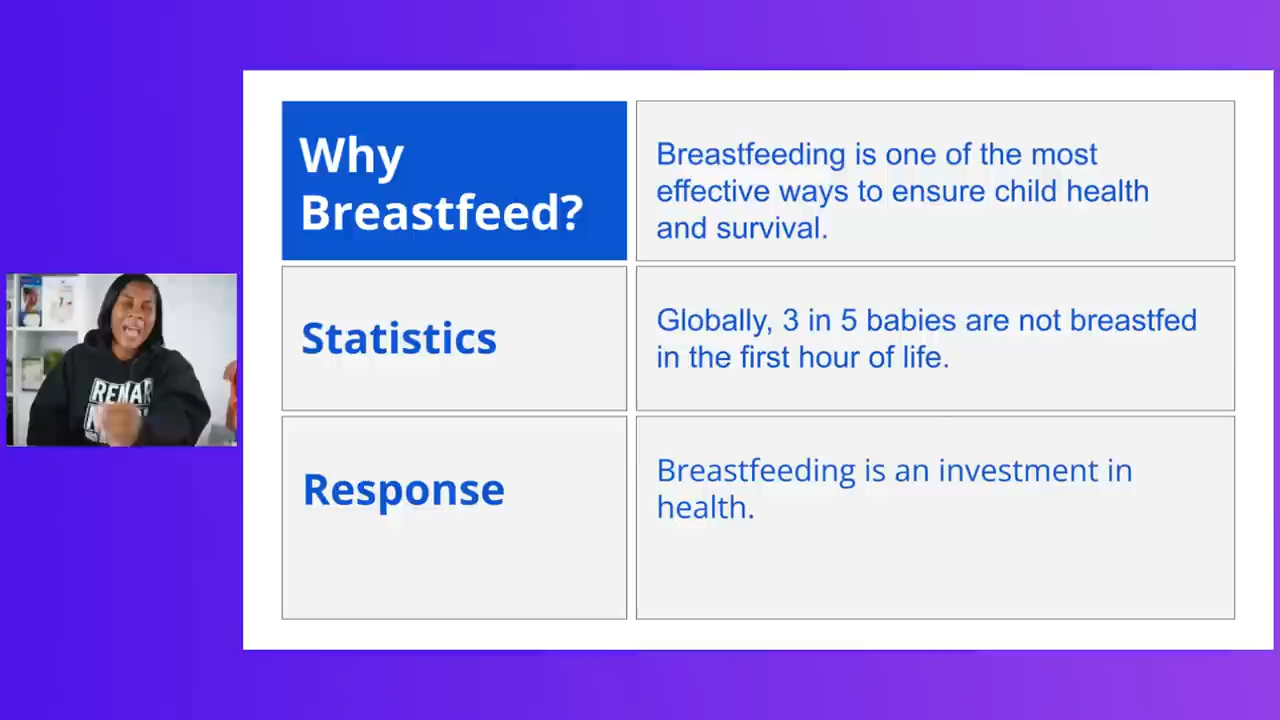 Why
Breastfeed?
Breastfeeding is one of the most
effective ways to ensure child health
and survival.
Statistics
Globally, 3 in 5 babies are not breastfed
in the first hour of life.
Response
Breastfeeding is an investment in
health.